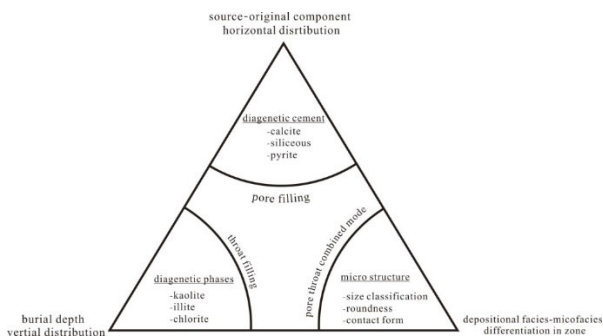 source-original component
horizontal disrtibution
diagenetic cement
-calcite
-siliceous
-pyrite
pore filling
throat filling
pore throat combined mode
diagenetic phases
-kaolite
-illite
-chlorite
micro structure
-size classification
-roundness
-contact form
burial depth
vertial distribution
depositional facies-micofacies
differentiation in zone